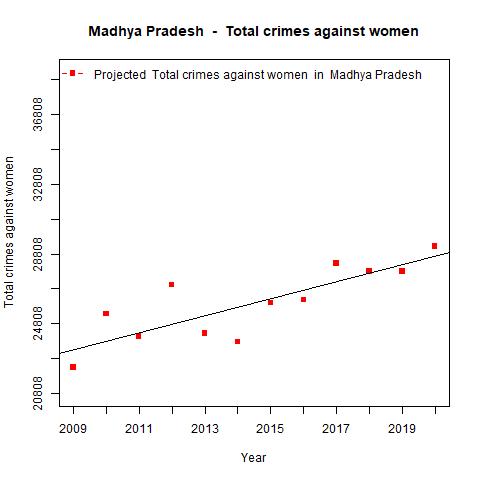 Madhya Pradesh - Total crimes against women
Projected Total crimes against women in Madhya Pradesh
Total crimes against women
36808
32808
28808
24808
20808
2009 2011 2013 2015 2017 2019
Year